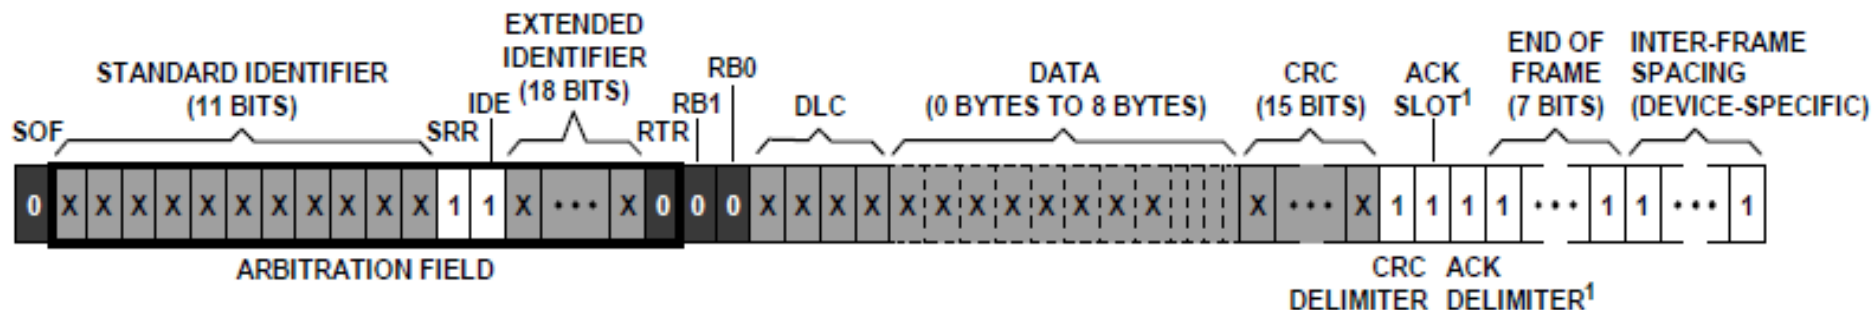 SOF
STANDARD IDENTIFIER
(11 BITS)
SRR
IDE
EXTENDED
IDENTIFIER
(18 BITS)
RTR
RB1
RB0
DLC
DATA
(0 BYTES TO 8 BYTES)
CRC
(15 BITS)
ACK
SLOT1
END OF
FRAME
(7 BITS)
INTER-FRAME
SPACING
(DEVICE-SPECIFIC)
0 X X X X X X X X X X X 1 1 X ••• X 0 0 0 X X X X X X X X X X X X X ••• X 1 1 1 1 ••• 1 1 ••• 1
ARBITRATION FIELD
CRC
DELIMITER
ACK
DELIMITER1